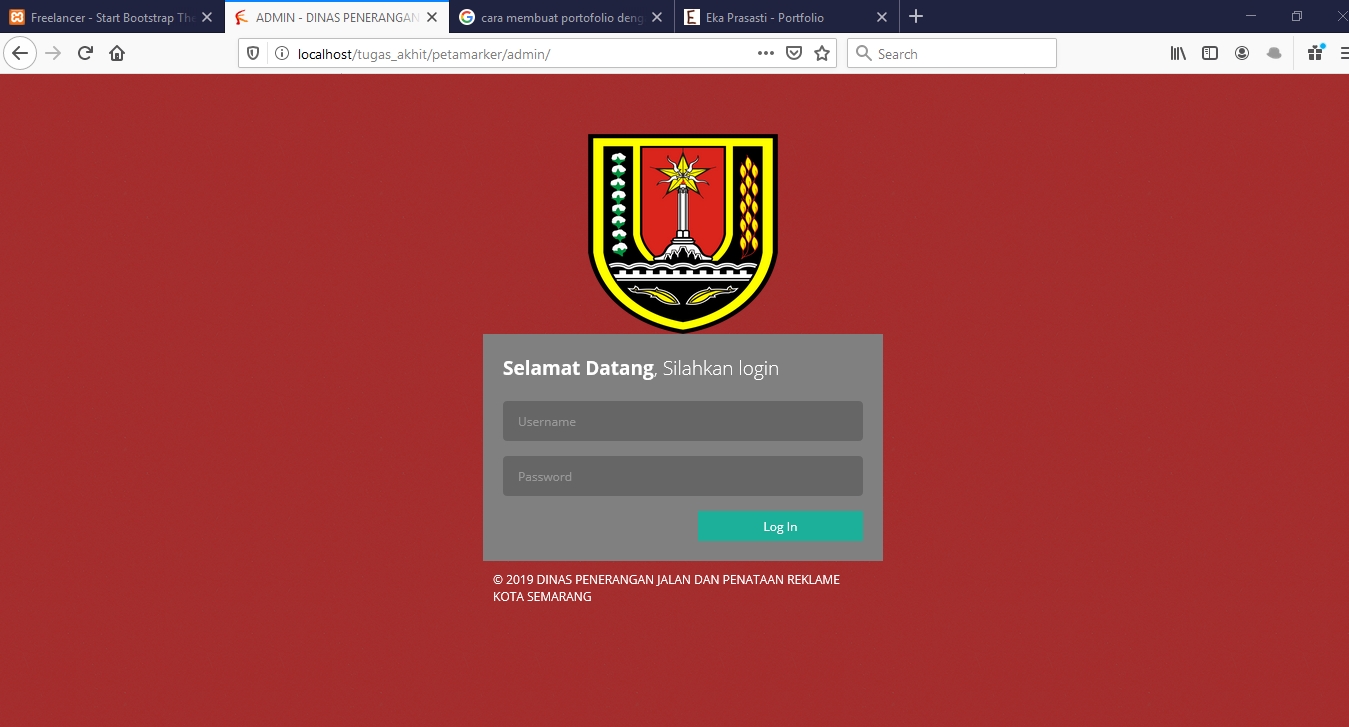 Freelancer - Start Bootstrap The
ADMIN - DINAS PENERANGAN
cara membuat portofolio deng
Eka Prasasti - Portfolio
localhost/tugas_akhit/petamarker/admin/
Search
Selamat Datang, Silahkan login
Username
Password
Log In
© 2019 DINAS PENERANGAN JALAN DAN PENATAAN REKLAME
KOTA SEMARANG